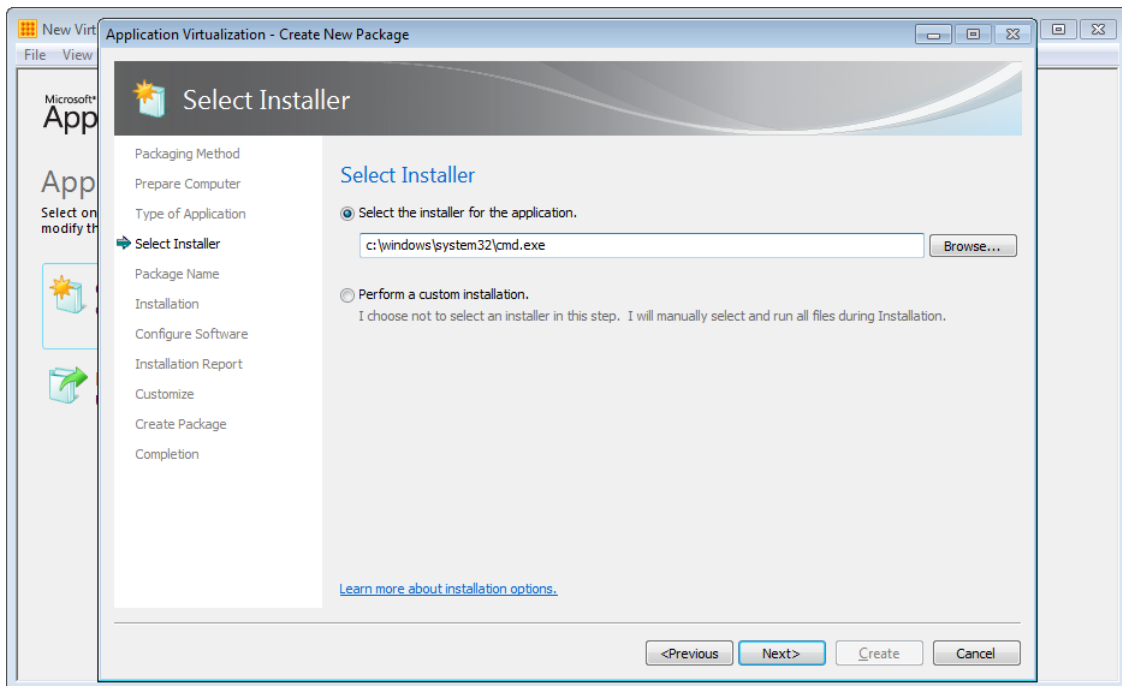 New Virt
Application Virtualization - Create New Package
File View
Select Installer
Microsoft
App
App
Select on
modify th
Packaging Method
Prepare Computer
Type of Application
Select Installer
Package Name
Installation
Configure Software
Installation Report
Customize
Create Package
Completion
Select Installer
Select the installer for the application.
c:\windows\system32\cmd.exe
Browse...
Perform a custom installation.
I choose not to select an installer in this step. I will manually select and run all files during Installation.
Learn more about installation options.
<Previous
Next>
Create
Cancel